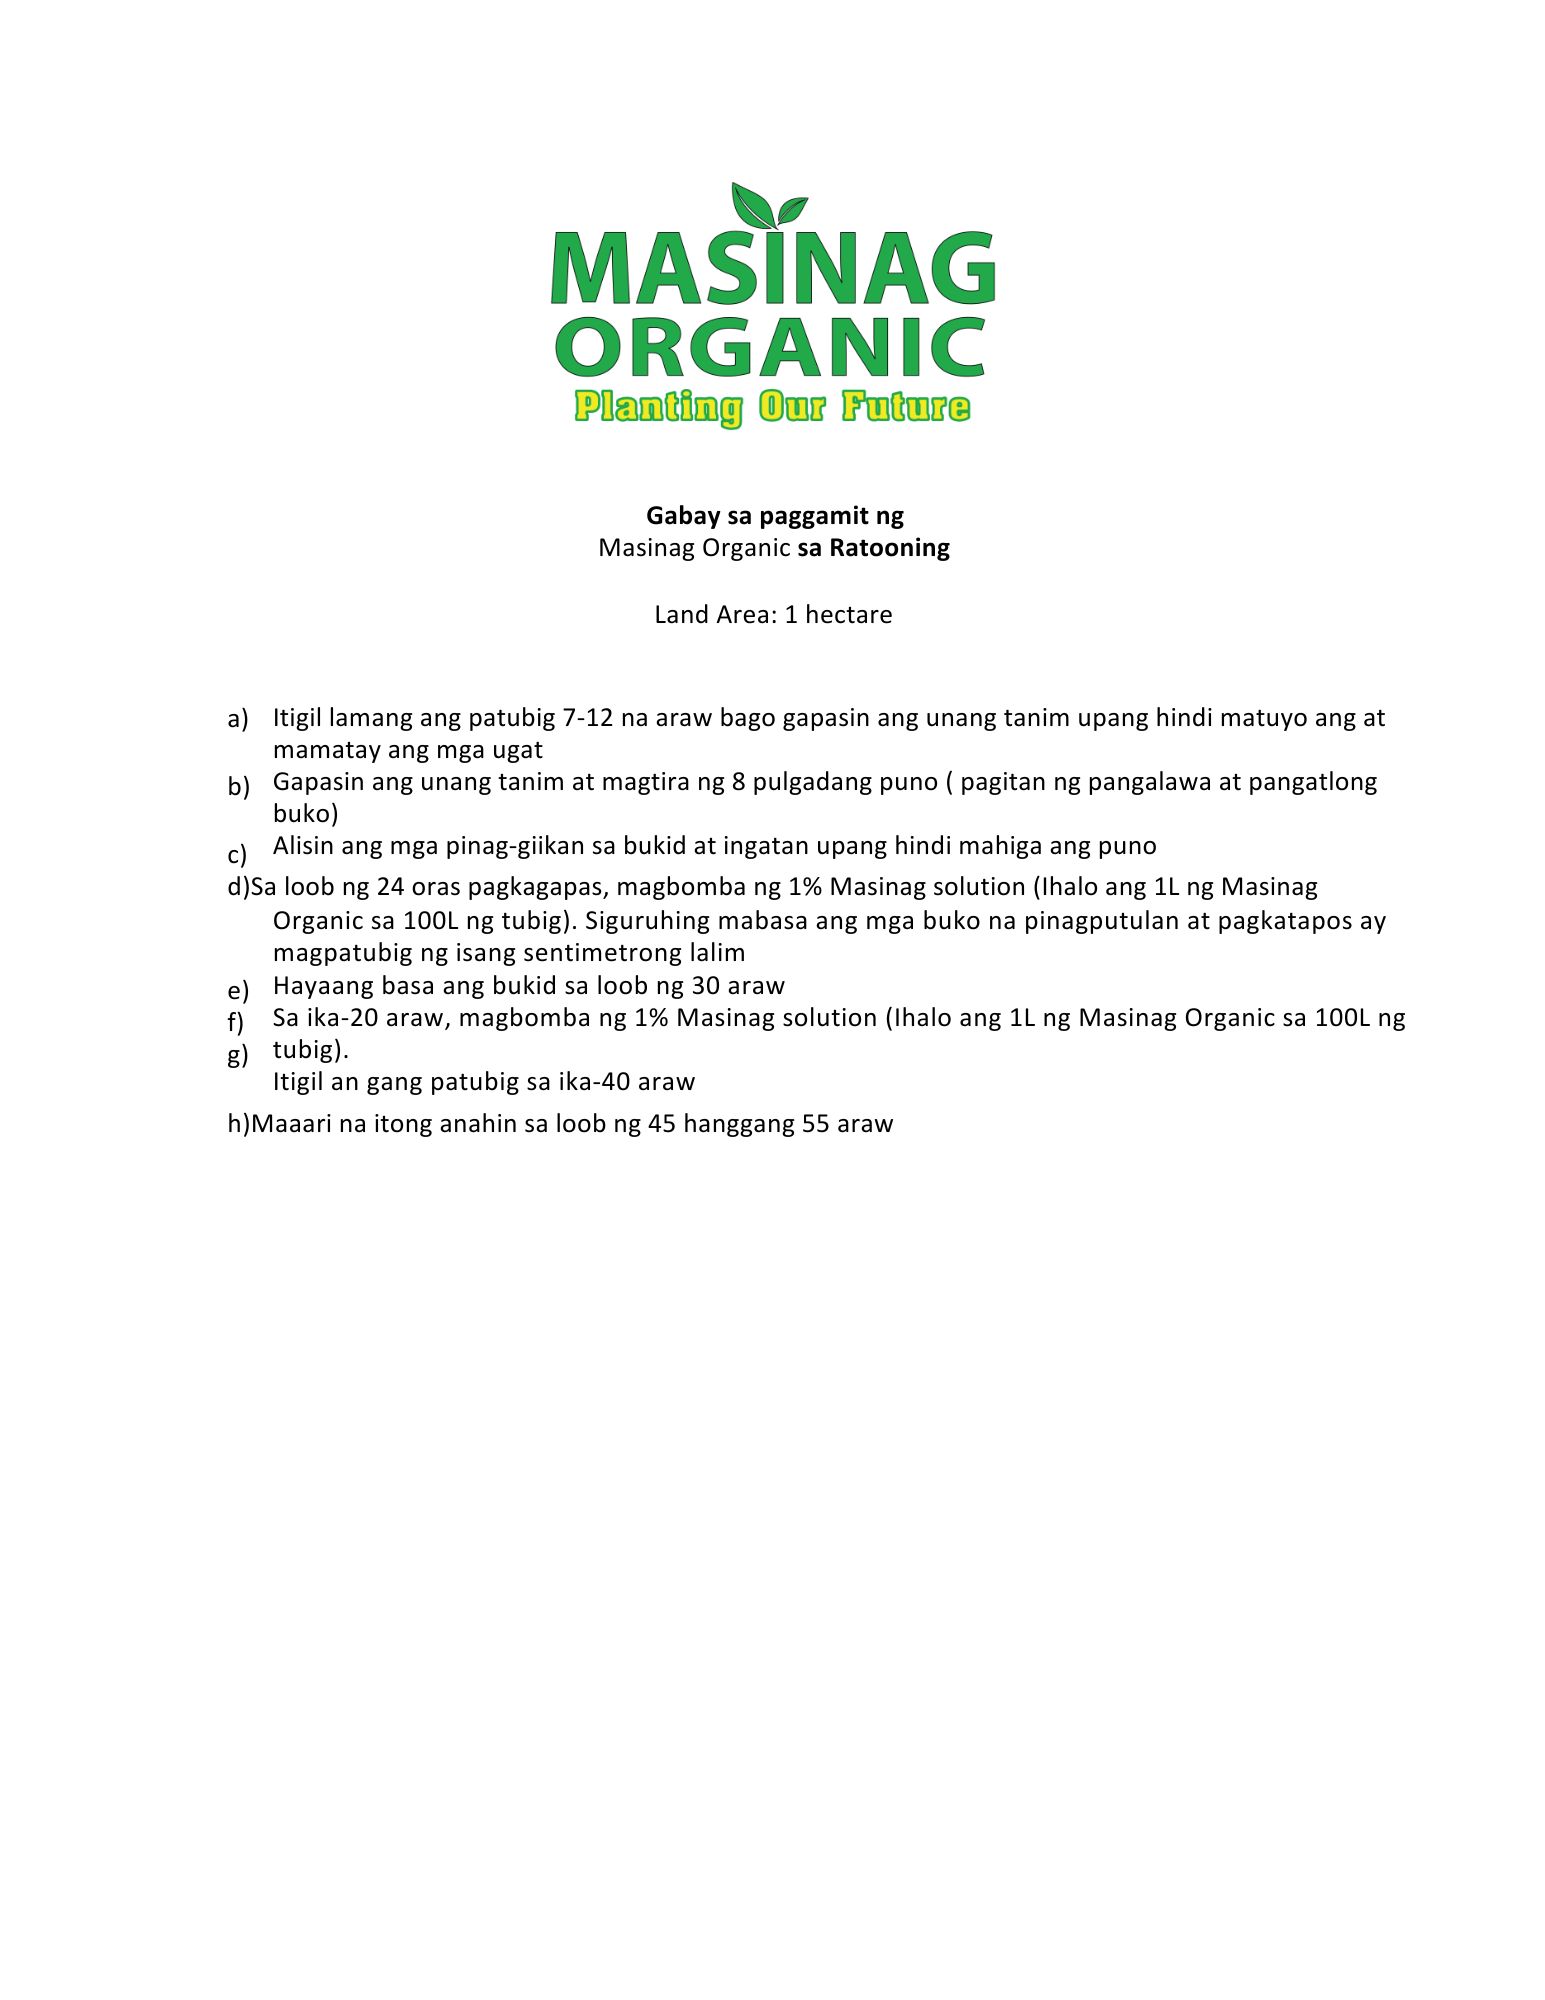 MASINAG
ORGANIC
Planting Our Future
Gabay sa paggamit ng
Masinag Organic sa Ratooning
Land Area: 1 hectare
a) Itigil lamang ang patubig 7-12 na araw bago gapasin ang unang tanim upang hindi matuyo ang at
mamatay ang mga ugat
b) Gapasin ang unang tanim at magtira ng 8 pulgadang puno ( pagitan ng pangalawa at pangatlong
buko)
c) Alisin ang mga pinag-giikan sa bukid at ingatan upang hindi mahiga ang puno
d)Sa loob ng 24 oras pagkagapas, magbomba ng 1% Masinag solution (Ihalo ang 1L ng Masinag
Organic sa 100L ng tubig). Siguruhing mabasa ang mga buko na pinagputulan at pagkatapos ay
magpatubig ng isang sentimetrong lalim
e) Hayaang basa ang bukid sa loob ng 30 araw
f) Sa ika-20 araw, magbomba ng 1% Masinag solution (Ihalo ang 1L ng Masinag Organic sa 100L ng
g) tubig).
Itigil an gang patubig sa ika-40 araw
h)Maaari na itong anahin sa loob ng 45 hanggang 55 araw